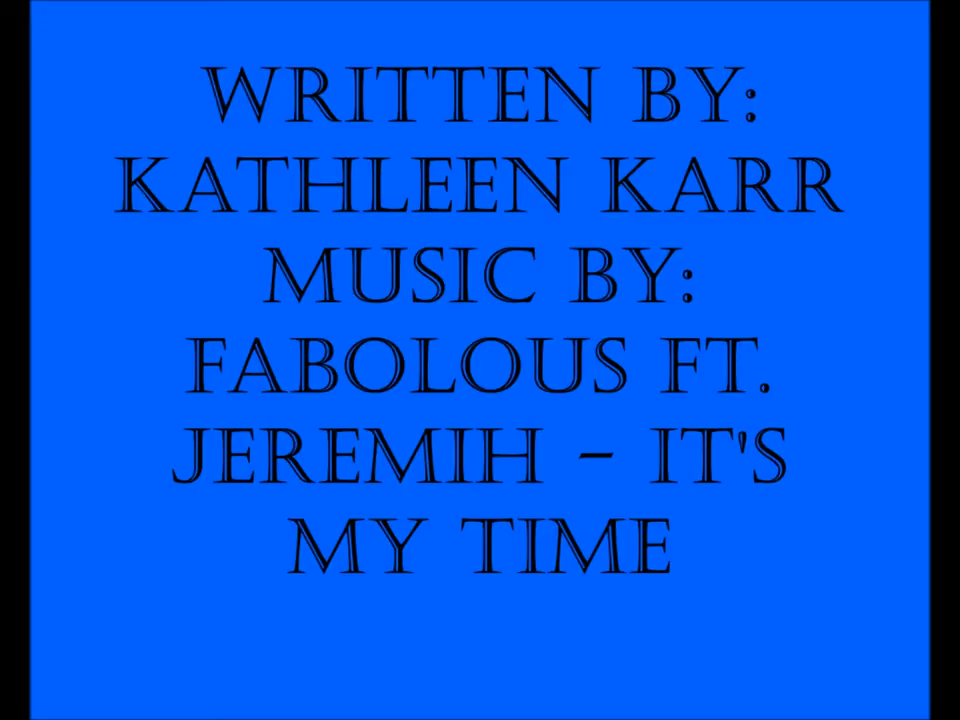 WRITTEN BY:
KATHLEEN KARR
MUSIC BY:
FABOLOUS FT.
JEREMIH - IT'S
MY TIME